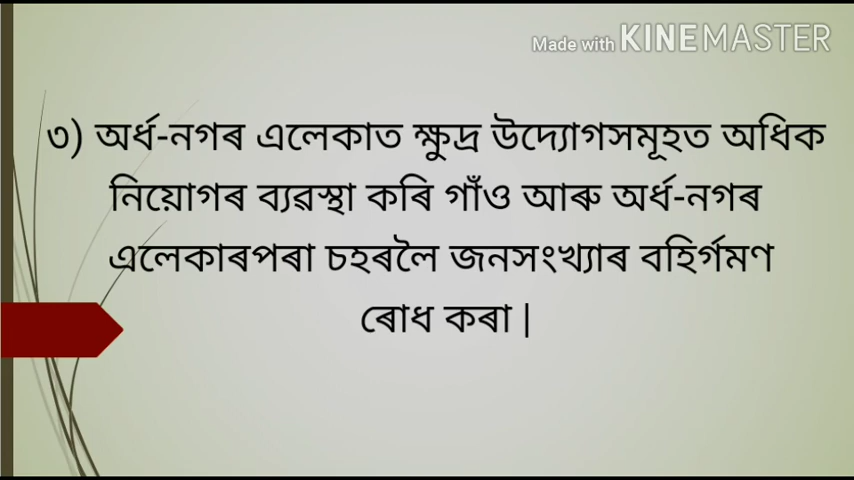 Made with KINEMASTER
৩) অৰ্ধ-নগৰ এলেকাত ক্ষুদ্ৰ উদ্যোগসমূহত অধিক
নিয়োগৰ ব্যৱস্থা কৰি গাঁও আৰু অৰ্ধ-নগৰ
এলেকাৰপৰা চহৰলৈ জনসংখ্যাৰ বহিৰ্গমণ
ৰোধ কৰা |